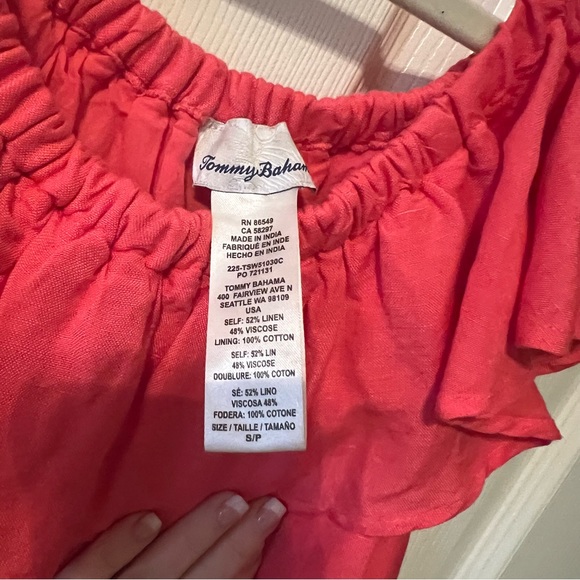 Tommy Baham
RN 86549
CA 58297
MADE IN INDIA
FABRIQUÉ EN INDE
HECHO EN INDIA
225-TSW51030C
PO 721131
TOMMY BAHAMA
400 FAIRVIEW AVE N
SEATTLE WA 98109
USA
SELF: 52% LINEN
48% VISCOSE
LINING: 100% COTTON
SELF: 52% LIN
48% VISCOSE
DOUBLURE: 100% COTON
SÉ: 52% LINO
VISCOSA 48%
FODERA: 100% COTONE
SIZE / TAILLE / TAMAÑO
S/P